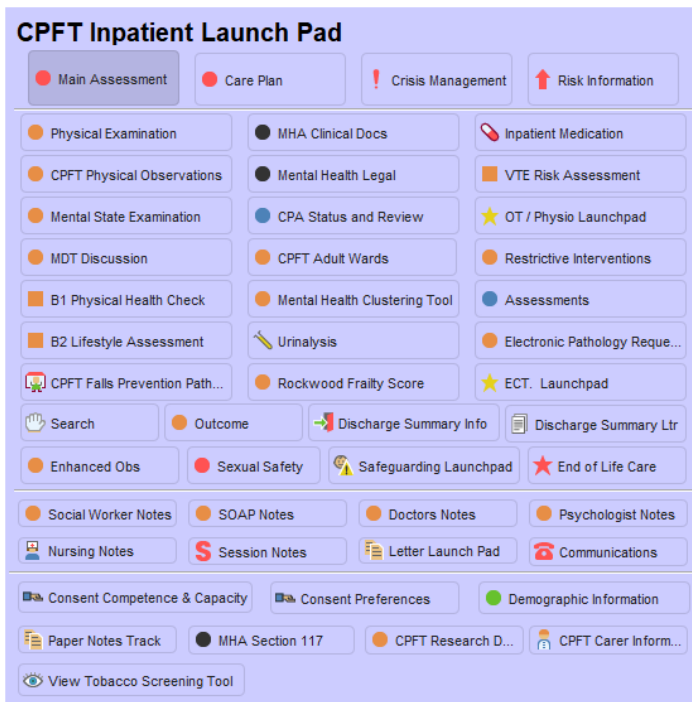 CPFT Inpatient Launch Pad
Main Assessment
Care Plan
Crisis Management
Risk Information
Physical Examination
MHA Clinical Docs
Inpatient Medication
CPFT Physical Observations
Mental Health Legal
VTE Risk Assessment
Mental State Examination
CPA Status and Review
OT / Physio Launchpad
MDT Discussion
CPFT Adult Wards
Restrictive Interventions
B1 Physical Health Check
Mental Health Clustering Tool
Assessments
B2 Lifestyle Assessment
Urinalysis
Electronic Pathology Reque...
CPFT Falls Prevention Path...
Rockwood Frailty Score
ECT. Launchpad
Search
Outcome
Discharge Summary Info
Discharge Summary Ltr
Enhanced Obs
Sexual Safety
Safeguarding Launchpad
End of Life Care
Social Worker Notes
SOAP Notes
Doctors Notes
Psychologist Notes
Nursing Notes
S Session Notes
Letter Launch Pad
Communications
Consent Competence & Capacity
Consent Preferences
Demographic Information
Paper Notes Track
MHA Section 117
CPFT Research D...
CPFT Carer Inform...
View Tobacco Screening Tool